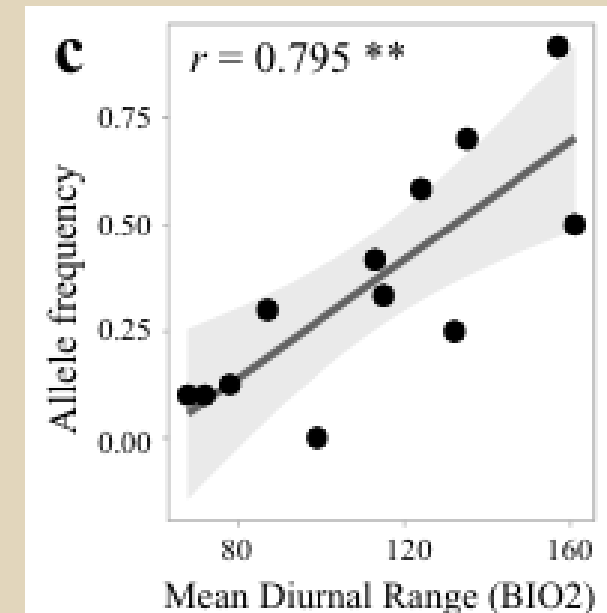 c
r = 0.795 **
Allele frequency
0.75
0.50
0.25
0.00
80 120 160
Mean Diurnal Range (BIO2)